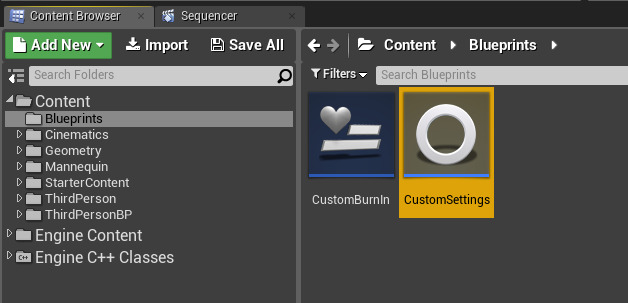 Content Browser
Sequencer
Add New
Import
Save All
Content
Blueprints
Search Folders
Filters
Search Blueprints
Content
Blueprints
Cinematics
Geometry
Mannequin
StarterContent
ThirdPerson
ThirdPersonBP
Engine Content
C++
Engine C++ Classes
CustomBurnIn
CustomSettings